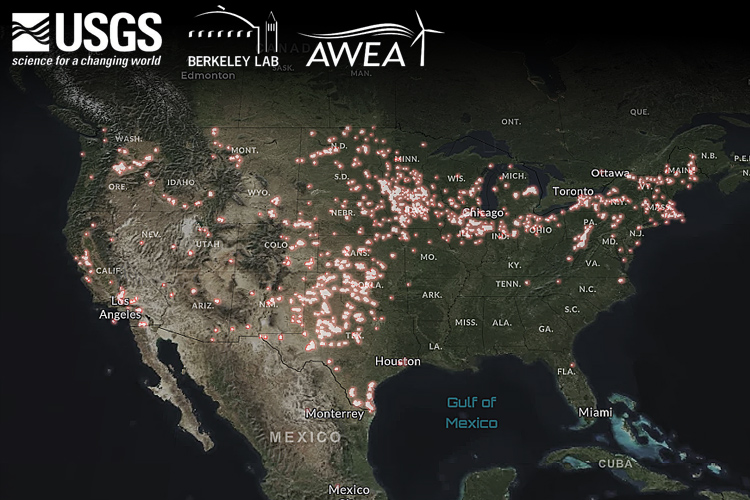 USGS
science for a changing world
BERKELEY LAB
AWEA
CANADA
Edmonton
SASK.
MAN.
ONT.
QUE.
WASH.
MONT.
N.D.
MINN.
N.B.
P.E.I.
N.
ORE.
IDAHO
S.D.
WIS.
MICH.
Ottawa
MAINE
VT.
WYO.
Toronto
N.Y.
MASS.
NEBR.
Chicago
NEV.
UTAH
COLO.
IND.
OHIO
PA.
N.J.
MD.
CALIF.
KANS.
MO.
KY.
VA.
Los Angeles
ARIZ.
N.M.
OKLA.
ARK.
TENN.
N.C.
TEX.
MISS.
ALA.
GA.
S.C.
LA.
Houston
FLA.
Monterrey
Gulf of
Mexico
Miami
MEXICO
CUBA
Mexico